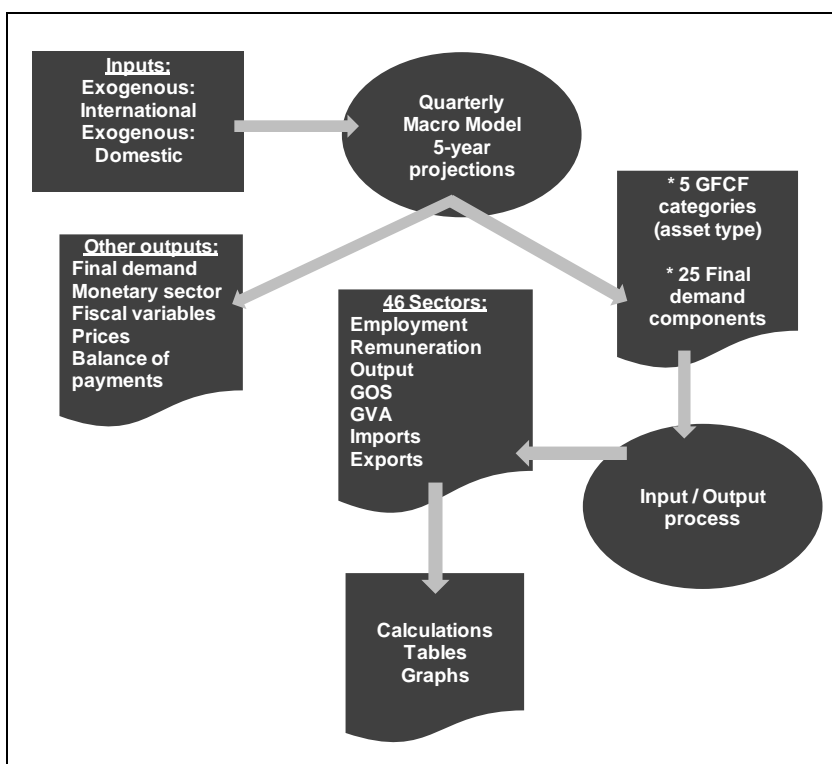 Inputs:
Exogenous:
International
Exogenous:
Domestic
Quarterly
Macro Model
5-year
projections
* 5 GFCF
categories
(asset type)
* 25 Final
demand
components
Other outputs:
Final demand
Monetary sector
Fiscal variables
Prices
Balance of
payments
46 Sectors:
Employment
Remuneration
Output
GOS
GVA
Imports
Exports
Input / Output
process
Calculations
Tables
Graphs